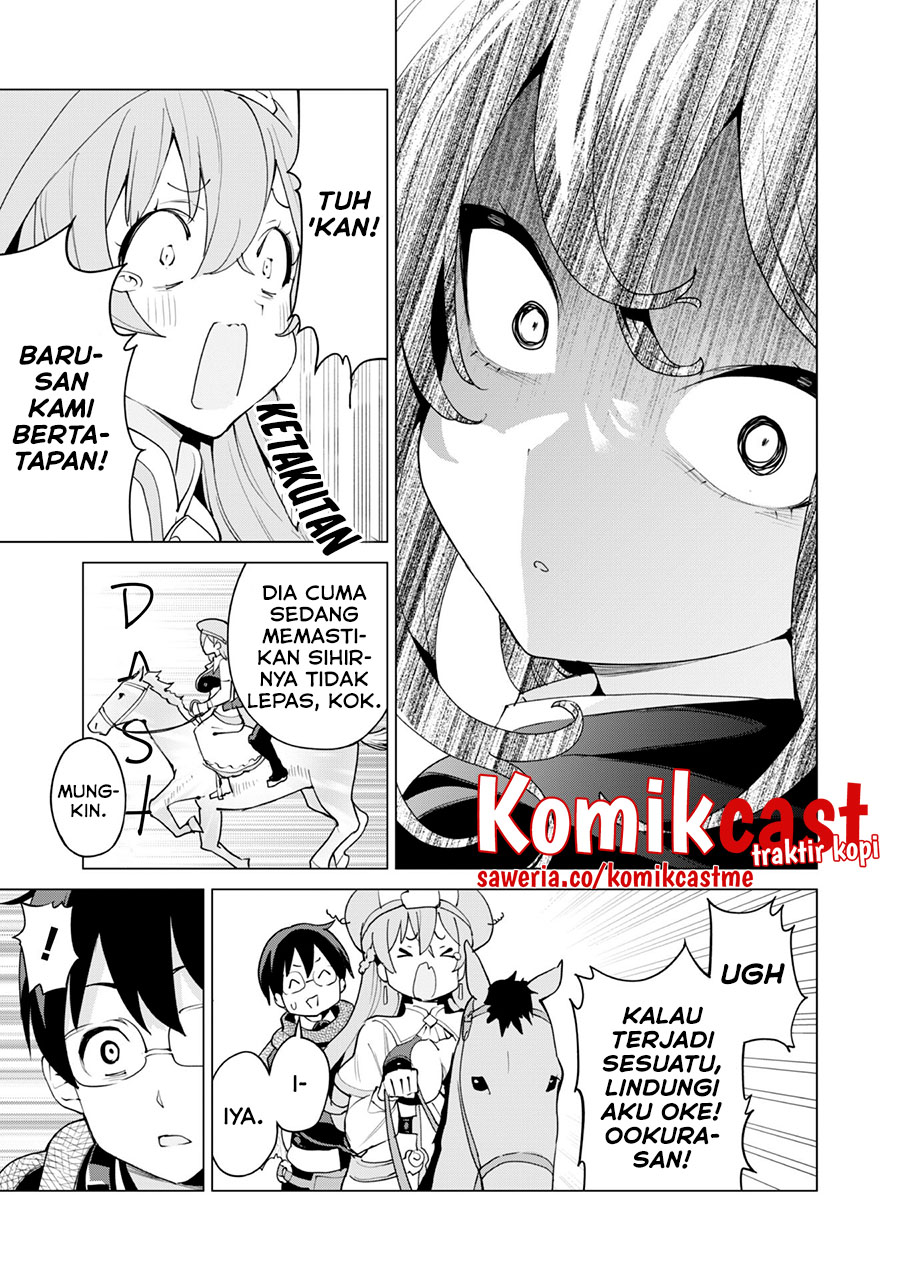 TUH
'KAN!
BARU-
SAN
KAMI
BERTA-
TAPAN!
KETAKUTAN
DIA CUMA
SEDANG
MEMASTI-
KAN SIHIR-
NYA TIDAK
LEPAS, KOK.
MUNG-
KIN.
DASH
Komikcast
traktir kopi
saweria.co/komikcastme
UGH
KALAU
TERJADI
SESUATU,
LINDUNGI
AKU OKE!
OOKURA-
SAN!
I-
IYA.
!